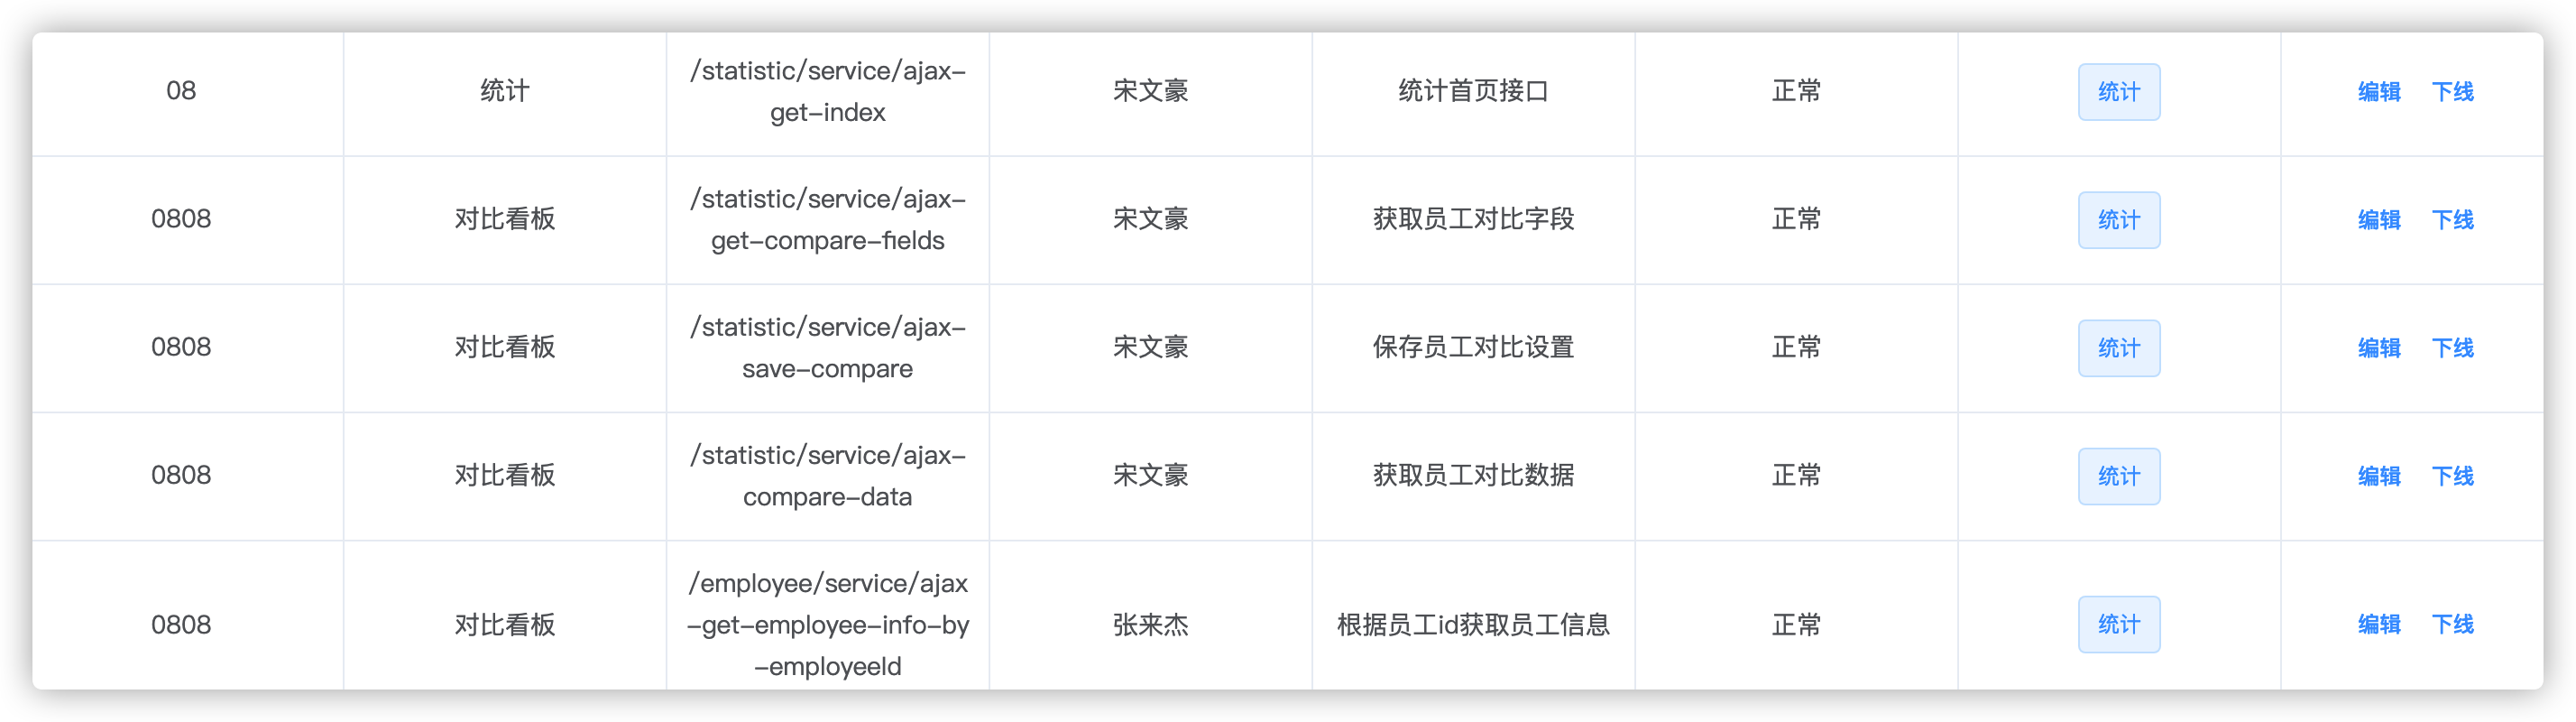 08 统计 /statistic/service/ajax-
get-index 宋文豪 统计首页接口 正常 统计 编辑 下线
0808 对比看板 /statistic/service/ajax-
get-compare-fields 宋文豪 获取员工对比字段 正常 统计 编辑 下线
0808 对比看板 /statistic/service/ajax-
save-compare 宋文豪 保存员工对比设置 正常 统计 编辑 下线
0808 对比看板 /statistic/service/ajax-
compare-data 宋文豪 获取员工对比数据 正常 统计 编辑 下线
0808 对比看板 /employee/service/ajax
-get-employee-info-by
-employeeId 张来杰 根据员工id获取员工信息 正常 统计 编辑 下线